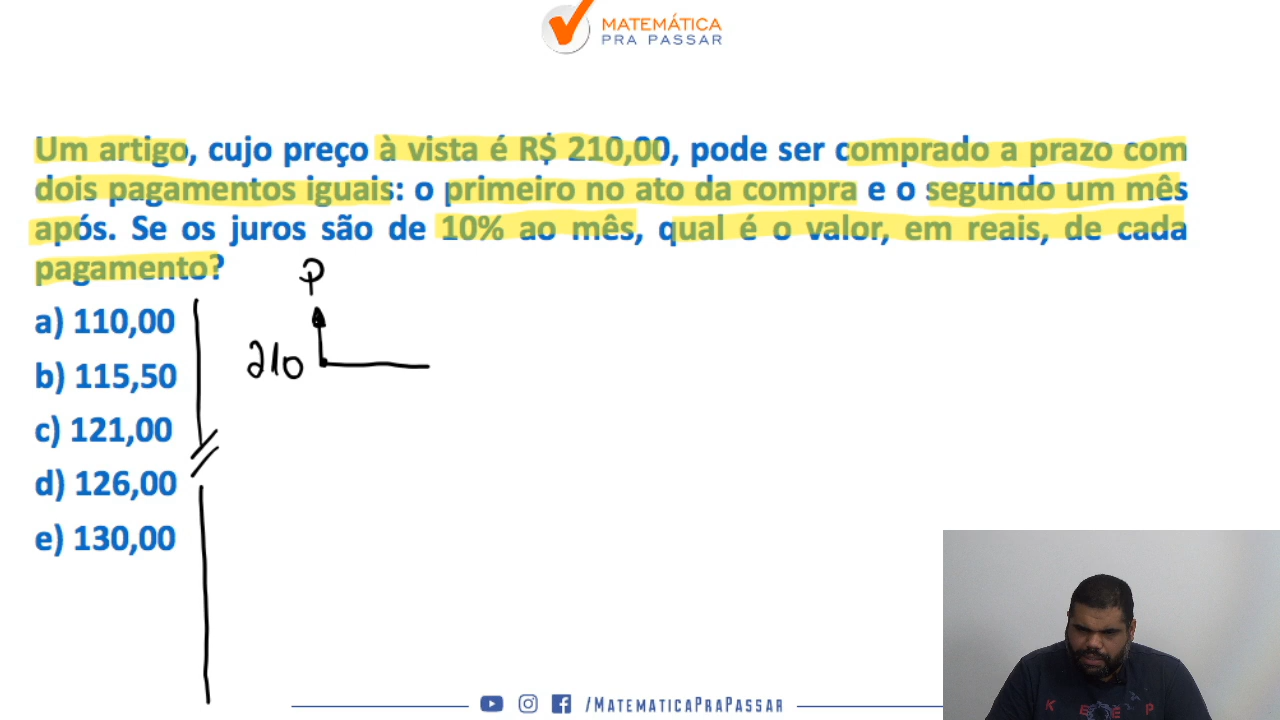 MATEMÁTICA
PRA PASSAR
Um artigo, cujo preço à vista é R$ 210,00, pode ser comprado a prazo com
dois pagamentos iguais: o primeiro no ato da compra e o segundo um mês
após. Se os juros são de 10% ao mês, qual é o valor, em reais, de cada
pagamento?
P
a) 110,00
210
b) 115,50
c) 121,00
d) 126,00
e) 130,00
K E E P
/MATEMATICAPRAPASSAR